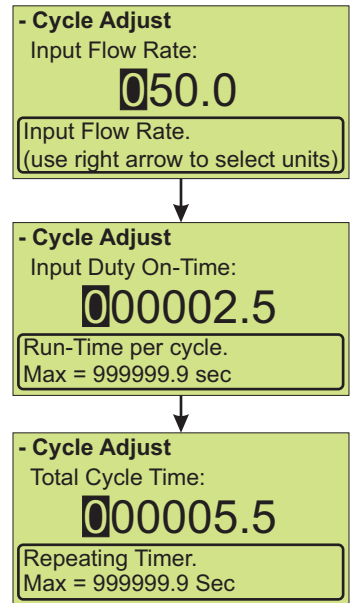 - Cycle Adjust
Input Flow Rate:
050.0
Input Flow Rate.
(use right arrow to select units)
- Cycle Adjust
Input Duty On-Time:
000002.5
Run-Time per cycle.
Max = 999999.9 sec
- Cycle Adjust
Total Cycle Time:
000005.5
Repeating Timer.
Max = 999999.9 Sec